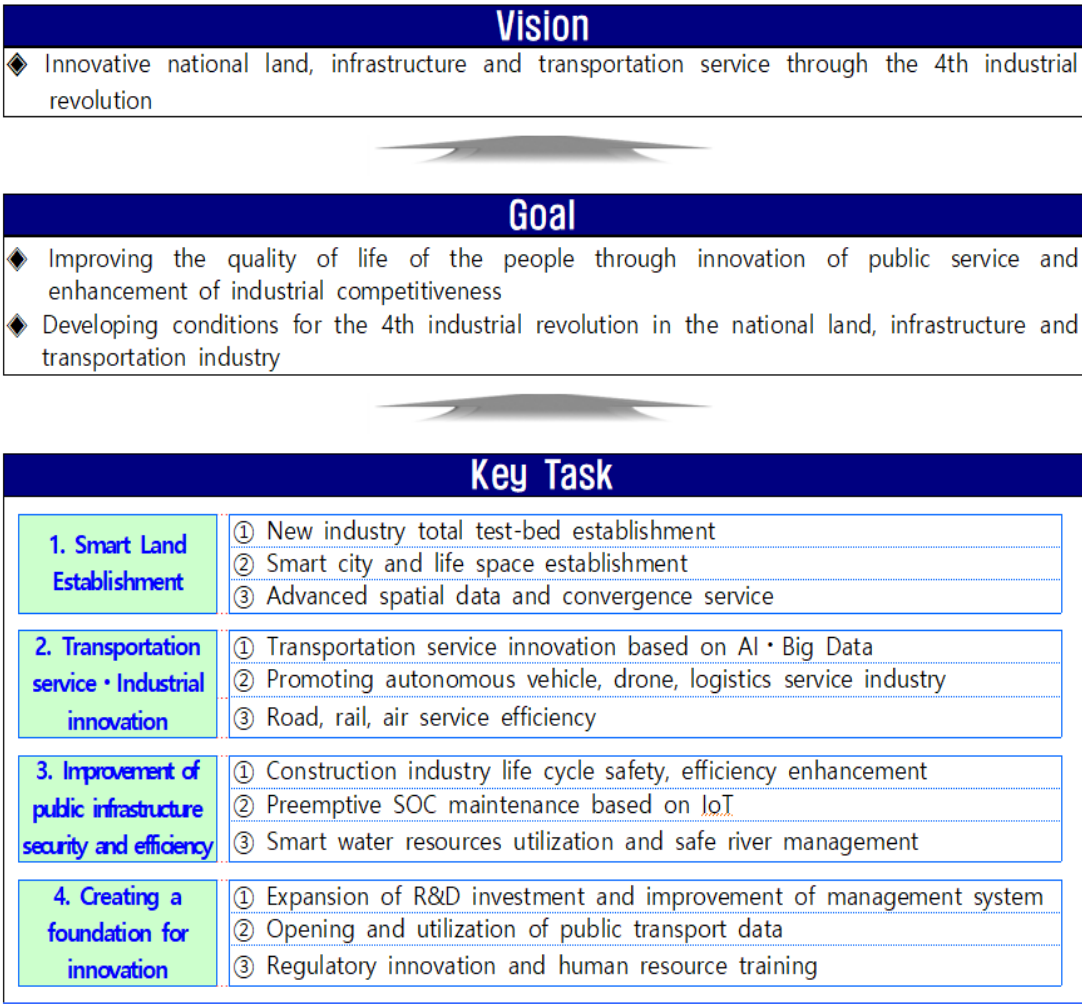 Vision
◈ Innovative national land, infrastructure and transportation service through the 4th industrial
revolution
Goal
◈ Improving the quality of life of the people through innovation of public service and
enhancement of industrial competitiveness
◈ Developing conditions for the 4th industrial revolution in the national land, infrastructure and
transportation industry
Key Task
1. Smart Land
Establishment
① New industry total test-bed establishment
② Smart city and life space establishment
③ Advanced spatial data and convergence service
2. Transportation
service・Industrial
innovation
① Transportation service innovation based on AI・Big Data
② Promoting autonomous vehicle, drone, logistics service industry
③ Road, rail, air service efficiency
3. Improvement of
public infrastructure
security and efficiency
① Construction industry life cycle safety, efficiency enhancement
② Preemptive SOC maintenance based on IoT
③ Smart water resources utilization and safe river management
4. Creating a
foundation for
innovation
① Expansion of R&D investment and improvement of management system
② Opening and utilization of public transport data
③ Regulatory innovation and human resource training